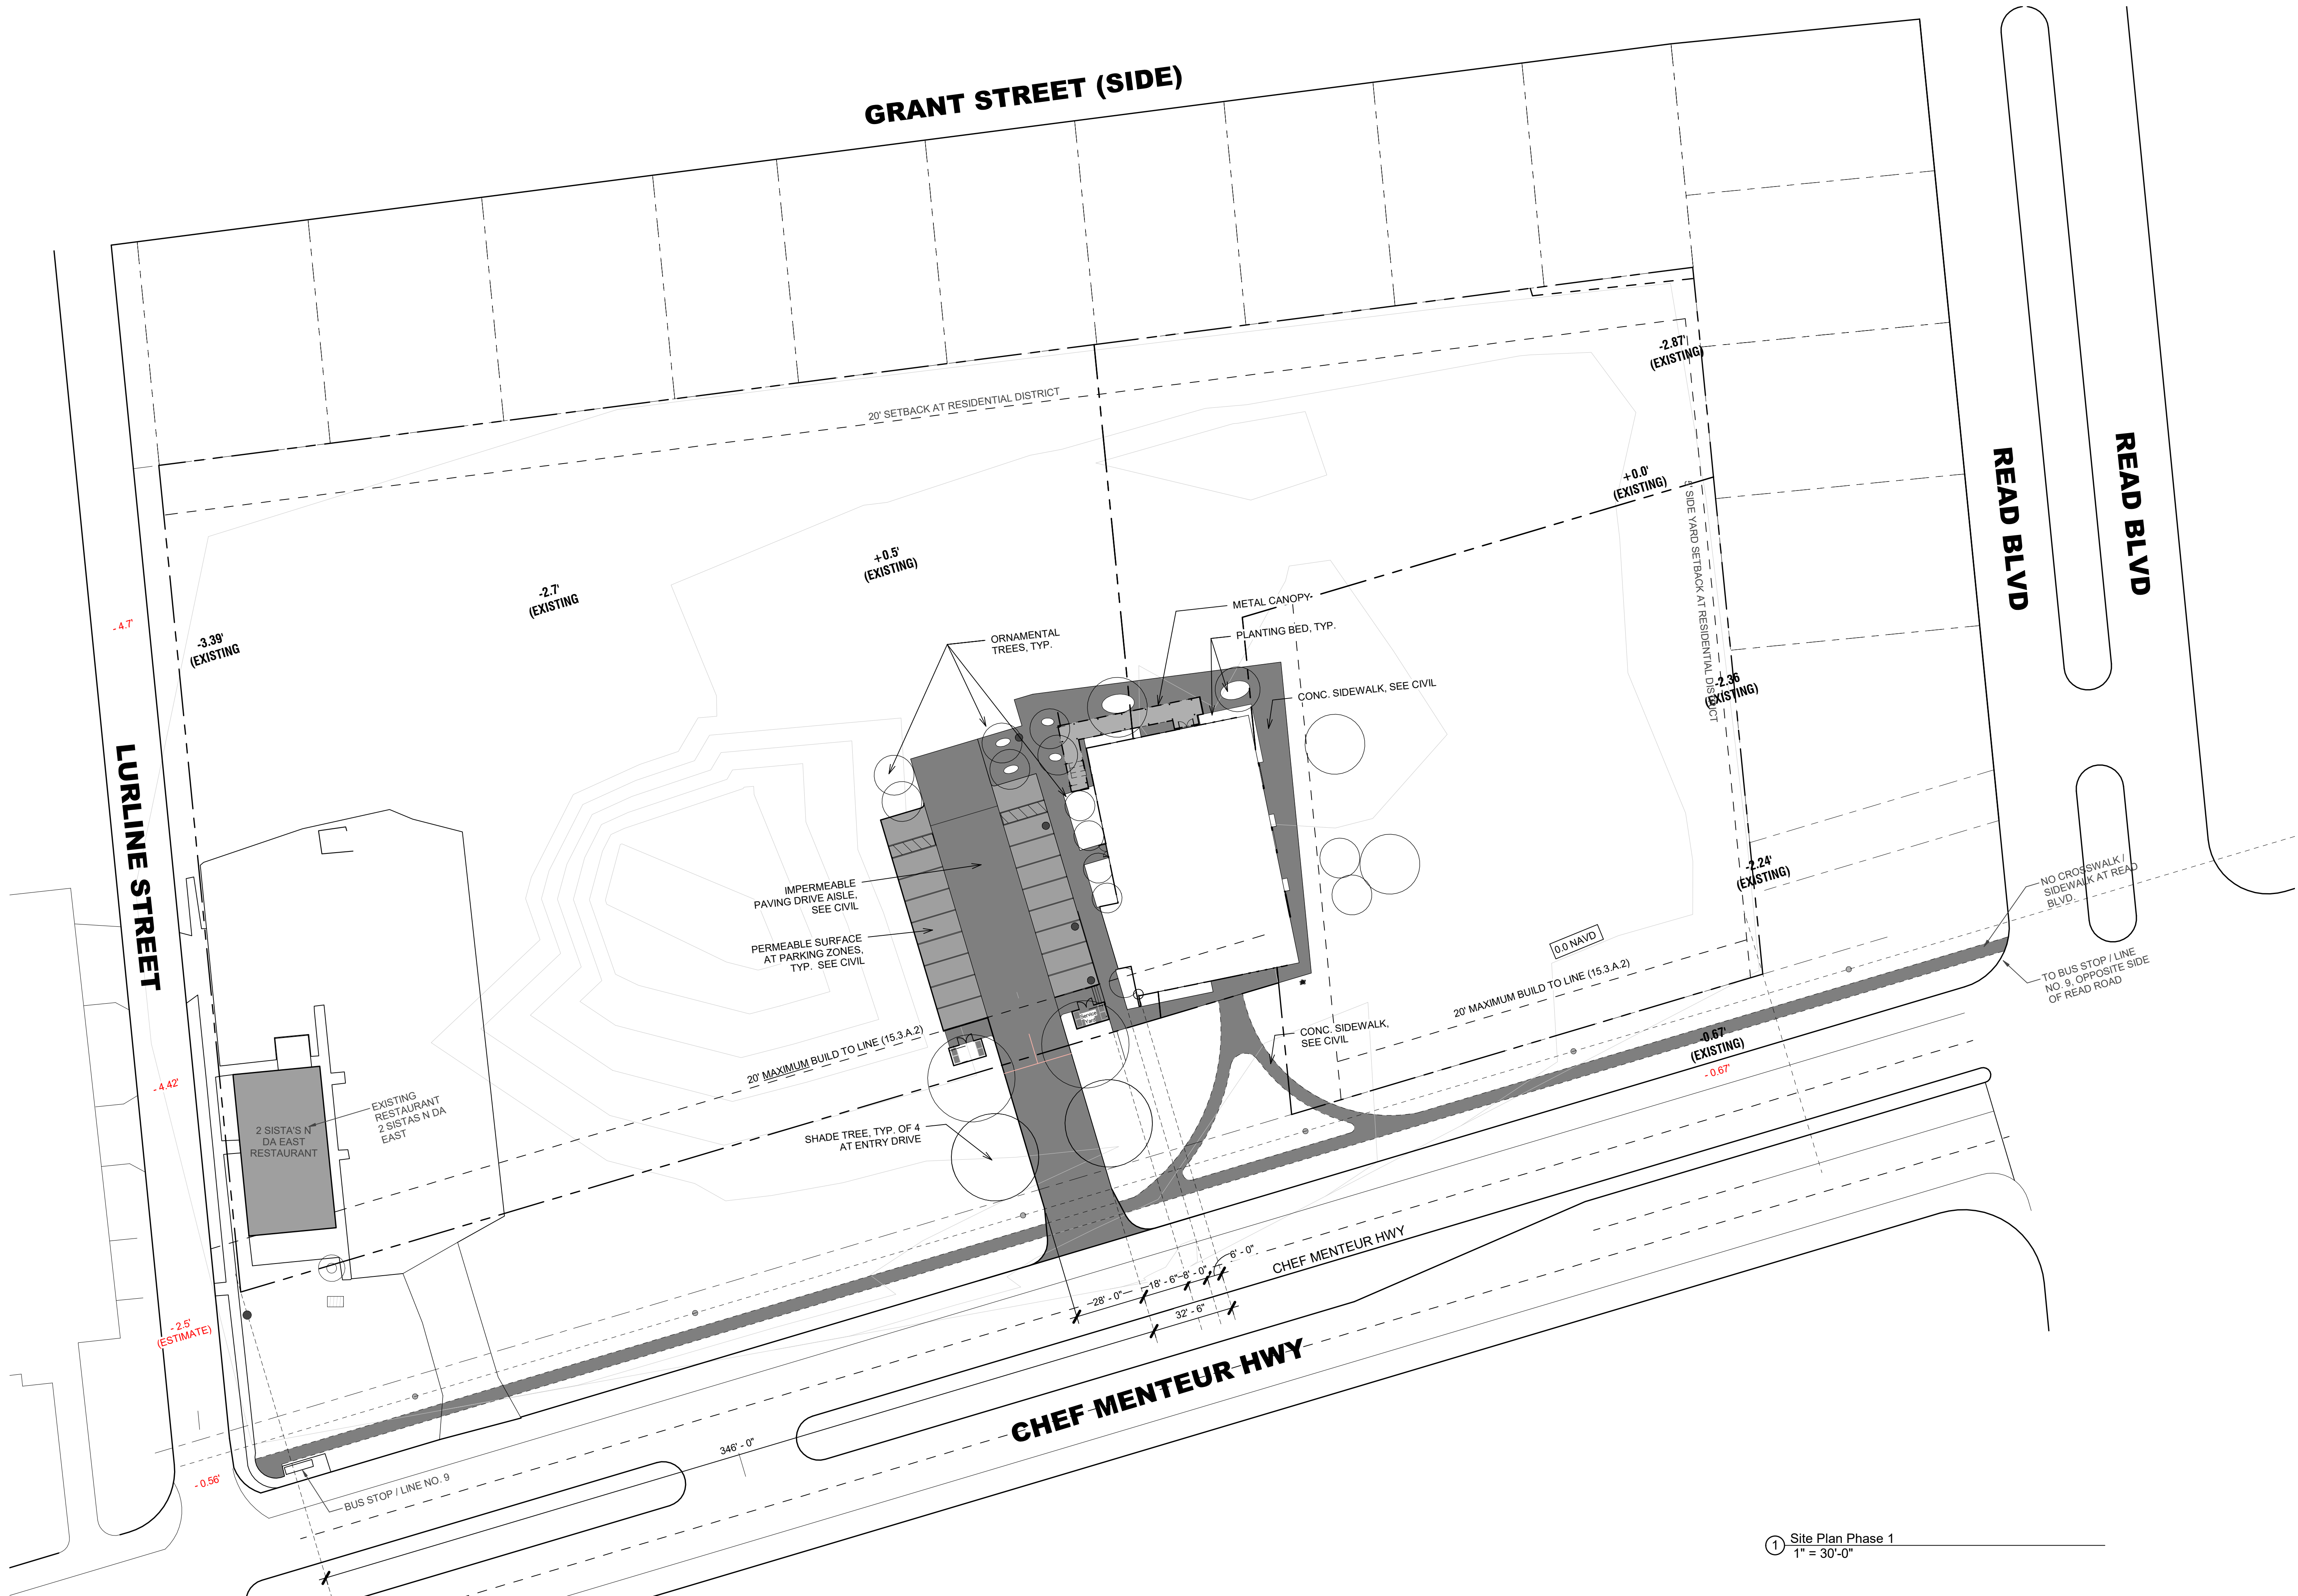 GRANT STREET (SIDE)
20' SETBACK AT RESIDENTIAL DISTRICT
-2.87'
(EXISTING)
READ BLVD
READ BLVD
+0.0'
(EXISTING)
5' SIDE YARD SETBACK AT RESIDENTIAL DISTRICT
+0.5'
(EXISTING)
-2.7'
(EXISTING
- 4.7'
-3.39'
(EXISTING
METAL CANOPY
PLANTING BED, TYP.
ORNAMENTAL
TREES, TYP.
CONC. SIDEWALK, SEE CIVIL
-2.36
(EXISTING)
LURLINE STREET
IMPERMEABLE
PAVING DRIVE AISLE,
SEE CIVIL
PERMEABLE SURFACE
AT PARKING ZONES,
TYP. SEE CIVIL
-2.24'
(EXISTING)
NO CROSSWALK /
SIDEWALK AT READ
BLVD.
TO BUS STOP / LINE
NO. 9, OPPOSITE SIDE
OF READ ROAD
0.0 NAVD
20' MAXIMUM BUILD TO LINE (15.3.A.2)
20' MAXIMUM BUILD TO LINE (15.3.A.2)
CONC. SIDEWALK,
SEE CIVIL
-0.67'
(EXISTING)
- 0.67'
- 4.42'
EXISTING
RESTAURANT
2 SISTAS N DA
EAST
2 SISTA'S N
DA EAST
RESTAURANT
SHADE TREE, TYP. OF 4
AT ENTRY DRIVE
6' - 0"
28' - 0"
18' - 6"
8' - 0"
32' - 6"
CHEF MENTEUR HWY
CHEF MENTEUR HWY
- 2.5'
(ESTIMATE)
346' - 0"
- 0.56'
BUS STOP / LINE NO. 9
1
Site Plan Phase 1
1" = 30'-0"